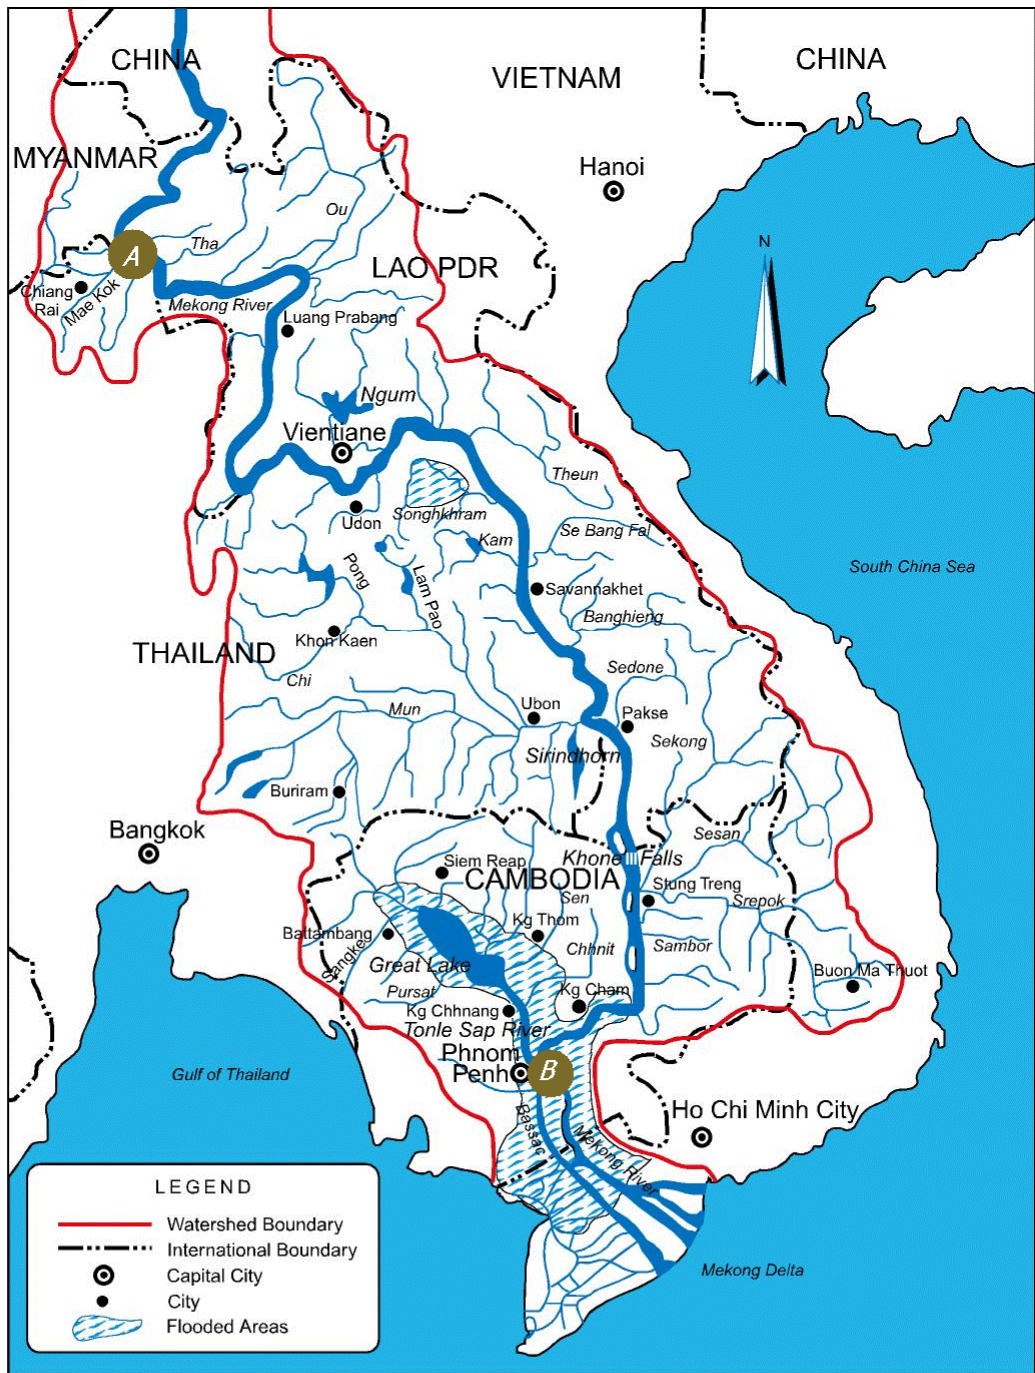 CHINA
VIETNAM
CHINA
MYANMAR
Hanoi
Ou
Tha
N
A
LAO PDR
Chiang
Rai
Mae Kok
Mekong River
Luang Prabang
Ngum
Vientiane
Theun
Udon
Songhkhram
Se Bang Fai
Kam
Pong
Lam Pao
South China Sea
Savannakhet
Banghieng
Khon Kaen
THAILAND
Sedone
Chi
Mun
Ubon
Pakse
Sekong
Sirindhorn
Buriram
Bangkok
Sesan
Siem Reap
Khone Falls
CAMBODIA
Stung Treng
Sen
Srepok
Kg Thom
Battambang
Chhnit
Sambor
Sangkei
Great Lake
Buon Ma Thuot
Pursat
Kg Cham
Kg Chhnang
Tonle Sap River
Phnom
Penh
B
Gulf of Thailand
Ho Chi Minh City
Bassac
Mekong River
Mekong Delta
LEGEND
Watershed Boundary
International Boundary
Capital City
City
Flooded Areas